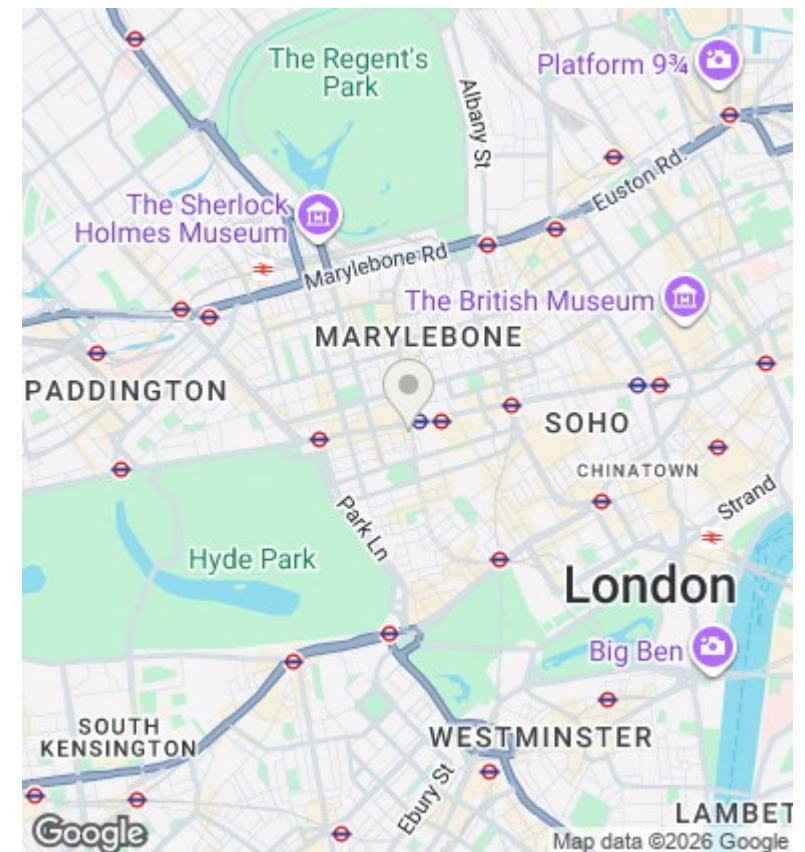 The Regent's
Park
Albany St
Platform 9¾
Euston Rd.
The Sherlock
Holmes Museum
Marylebone Rd
The British Museum
MARYLEBONE
PADDINGTON
SOHO
CHINATOWN
Strand
Park Ln
Hyde Park
London
Big Ben
SOUTH
KENSINGTON
WESTMINSTER
Ebury St
LAMBET
Google
Map data ©2026 Google